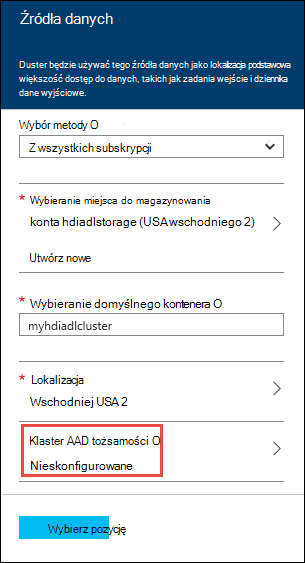 Źródła danych
Duster będzie używać tego źródła danych jako lokalizacja podstawowa
większość dostęp do danych, takich jak zadania wejście i dziennika
dane wyjściowe.
Wybór metody O
Z wszystkich subskrypcji
* Wybieranie miejsca do magazynowania
konta hdiadlstorage (USA wschodniego 2)
Utwórz nowe
* Wybieranie domyślnego kontenera O
myhdiadlcluster
* Lokalizacja
Wschodniej USA 2
Klaster AAD tożsamości O
Nieskonfigurowane
Wybierz pozycję